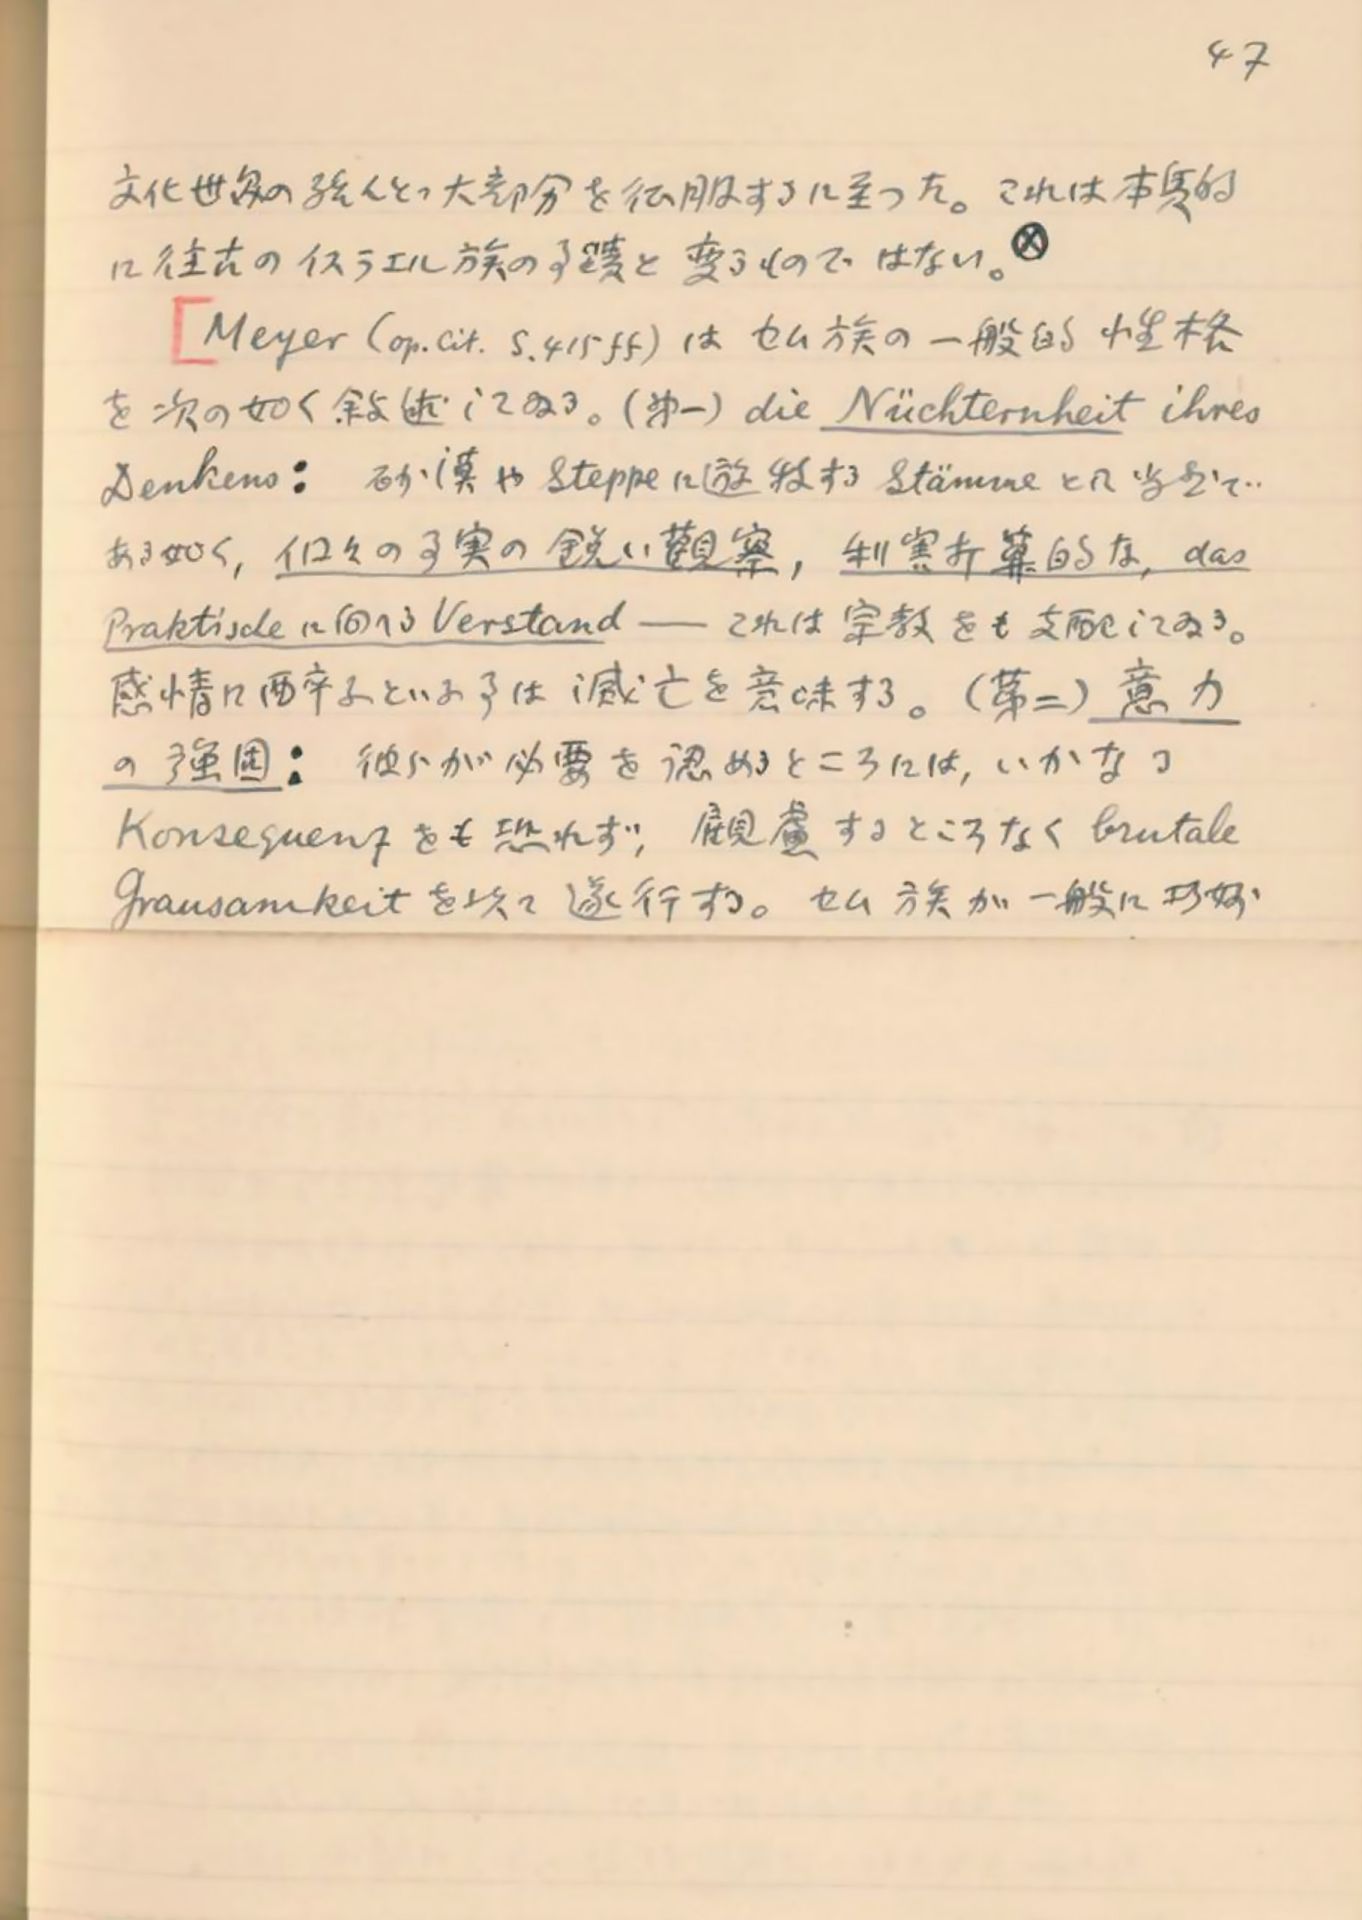 47
文化世界の殆んどっ大部分を征服するに至った。これは本質的
に往古のイスラエル族の事蹟と変るものではない。ⓧ
[Meyer (op. cit. S. 415 ff) は セム族の一般的性格
を次の如く叙述してゐる。(第一) die Nüchternheit ihres
Denkens: 砂漠や Steppe に遊牧する Stämme として当然で
ある如く, 個々の事実の鋭い観察, 利害打算的な, das
Praktische に向へる Verstand — これは宗教をも支配してゐる。
感情に酔ふといふ事は滅亡を意味する。(第二) 意力
の強固: 彼らが必要を認めるところには, いかなる
Konsequenz をも恐れず, 顧慮するところなく brutale
Grausamkeit を以て遂行する。セム族が一般に巧妙